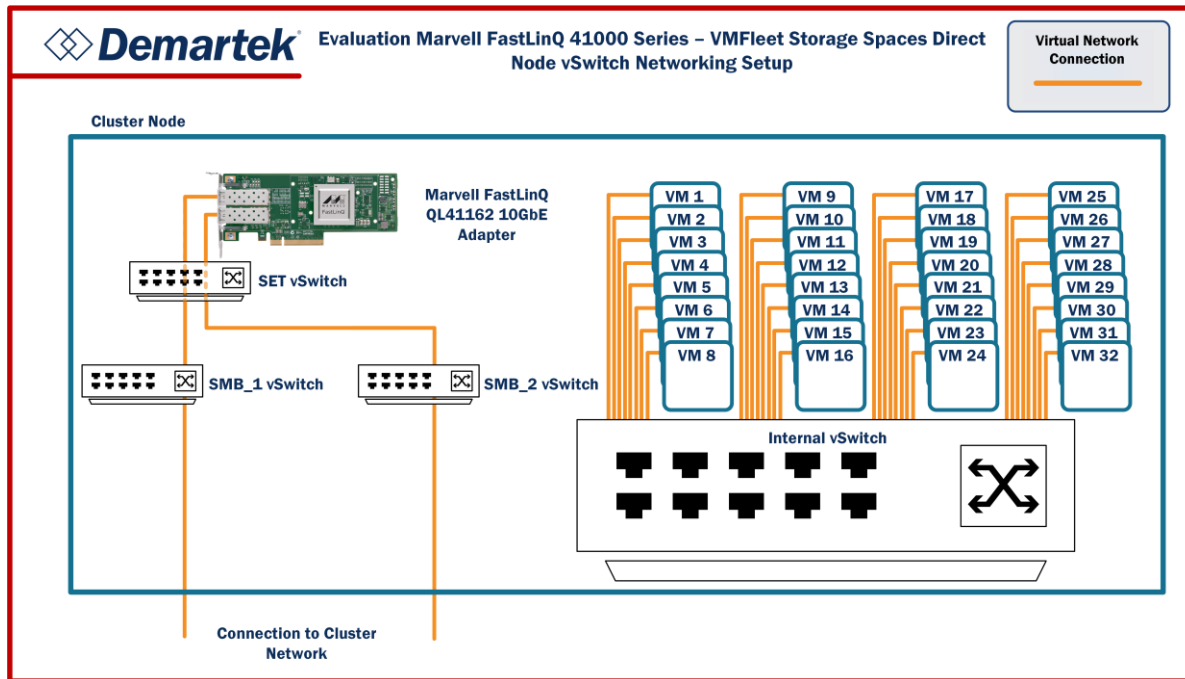 Demartek
Evaluation Marvell FastLinQ 41000 Series – VMFleet Storage Spaces Direct
Node vSwitch Networking Setup
Virtual Network
Connection
Cluster Node
Marvell FastLinQ
QL41162 10GbE
Adapter
FastLinQ
SET vSwitch
SMB_1 vSwitch
SMB_2 vSwitch
VM 1
VM 2
VM 3
VM 4
VM 5
VM 6
VM 7
VM 8
VM 9
VM 10
VM 11
VM 12
VM 13
VM 14
VM 15
VM 16
VM 17
VM 18
VM 19
VM 20
VM 21
VM 22
VM 23
VM 24
VM 25
VM 26
VM 27
VM 28
VM 29
VM 30
VM 31
VM 32
Internal vSwitch
Connection to Cluster
Network